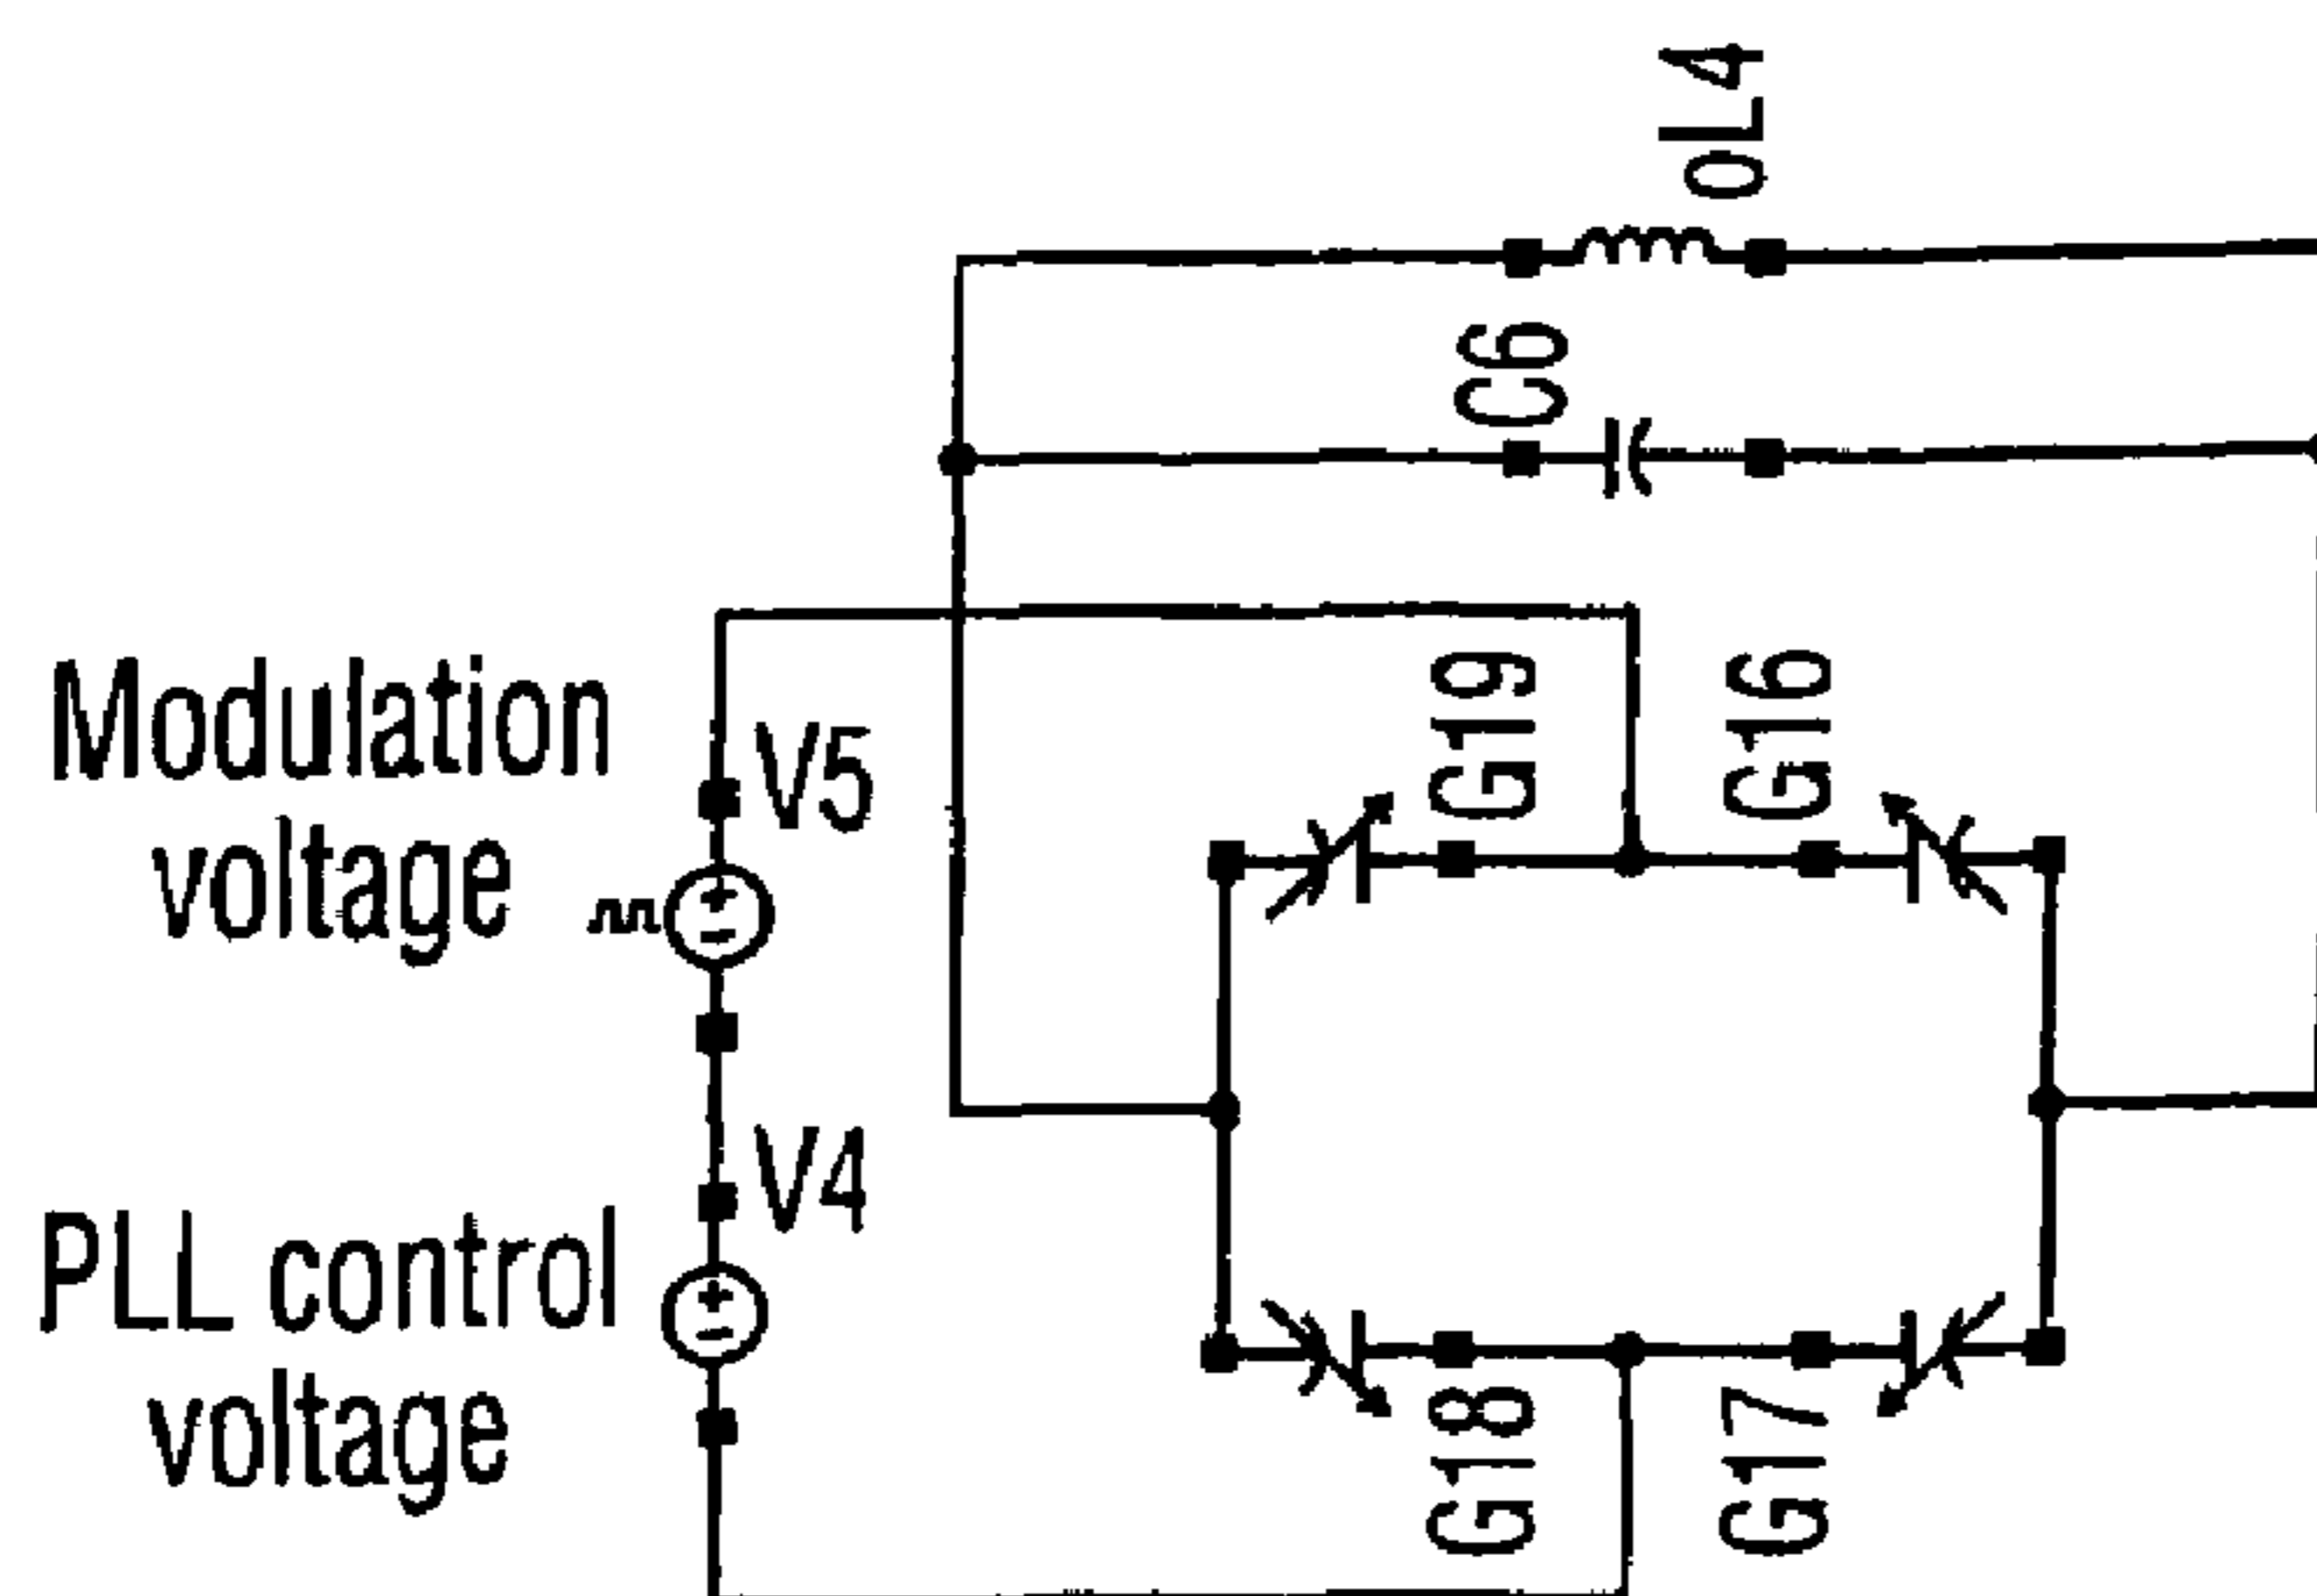 oL4
C6
Modulation
voltage
V5
G19
G16
V4
PLL control
voltage
G18
G17